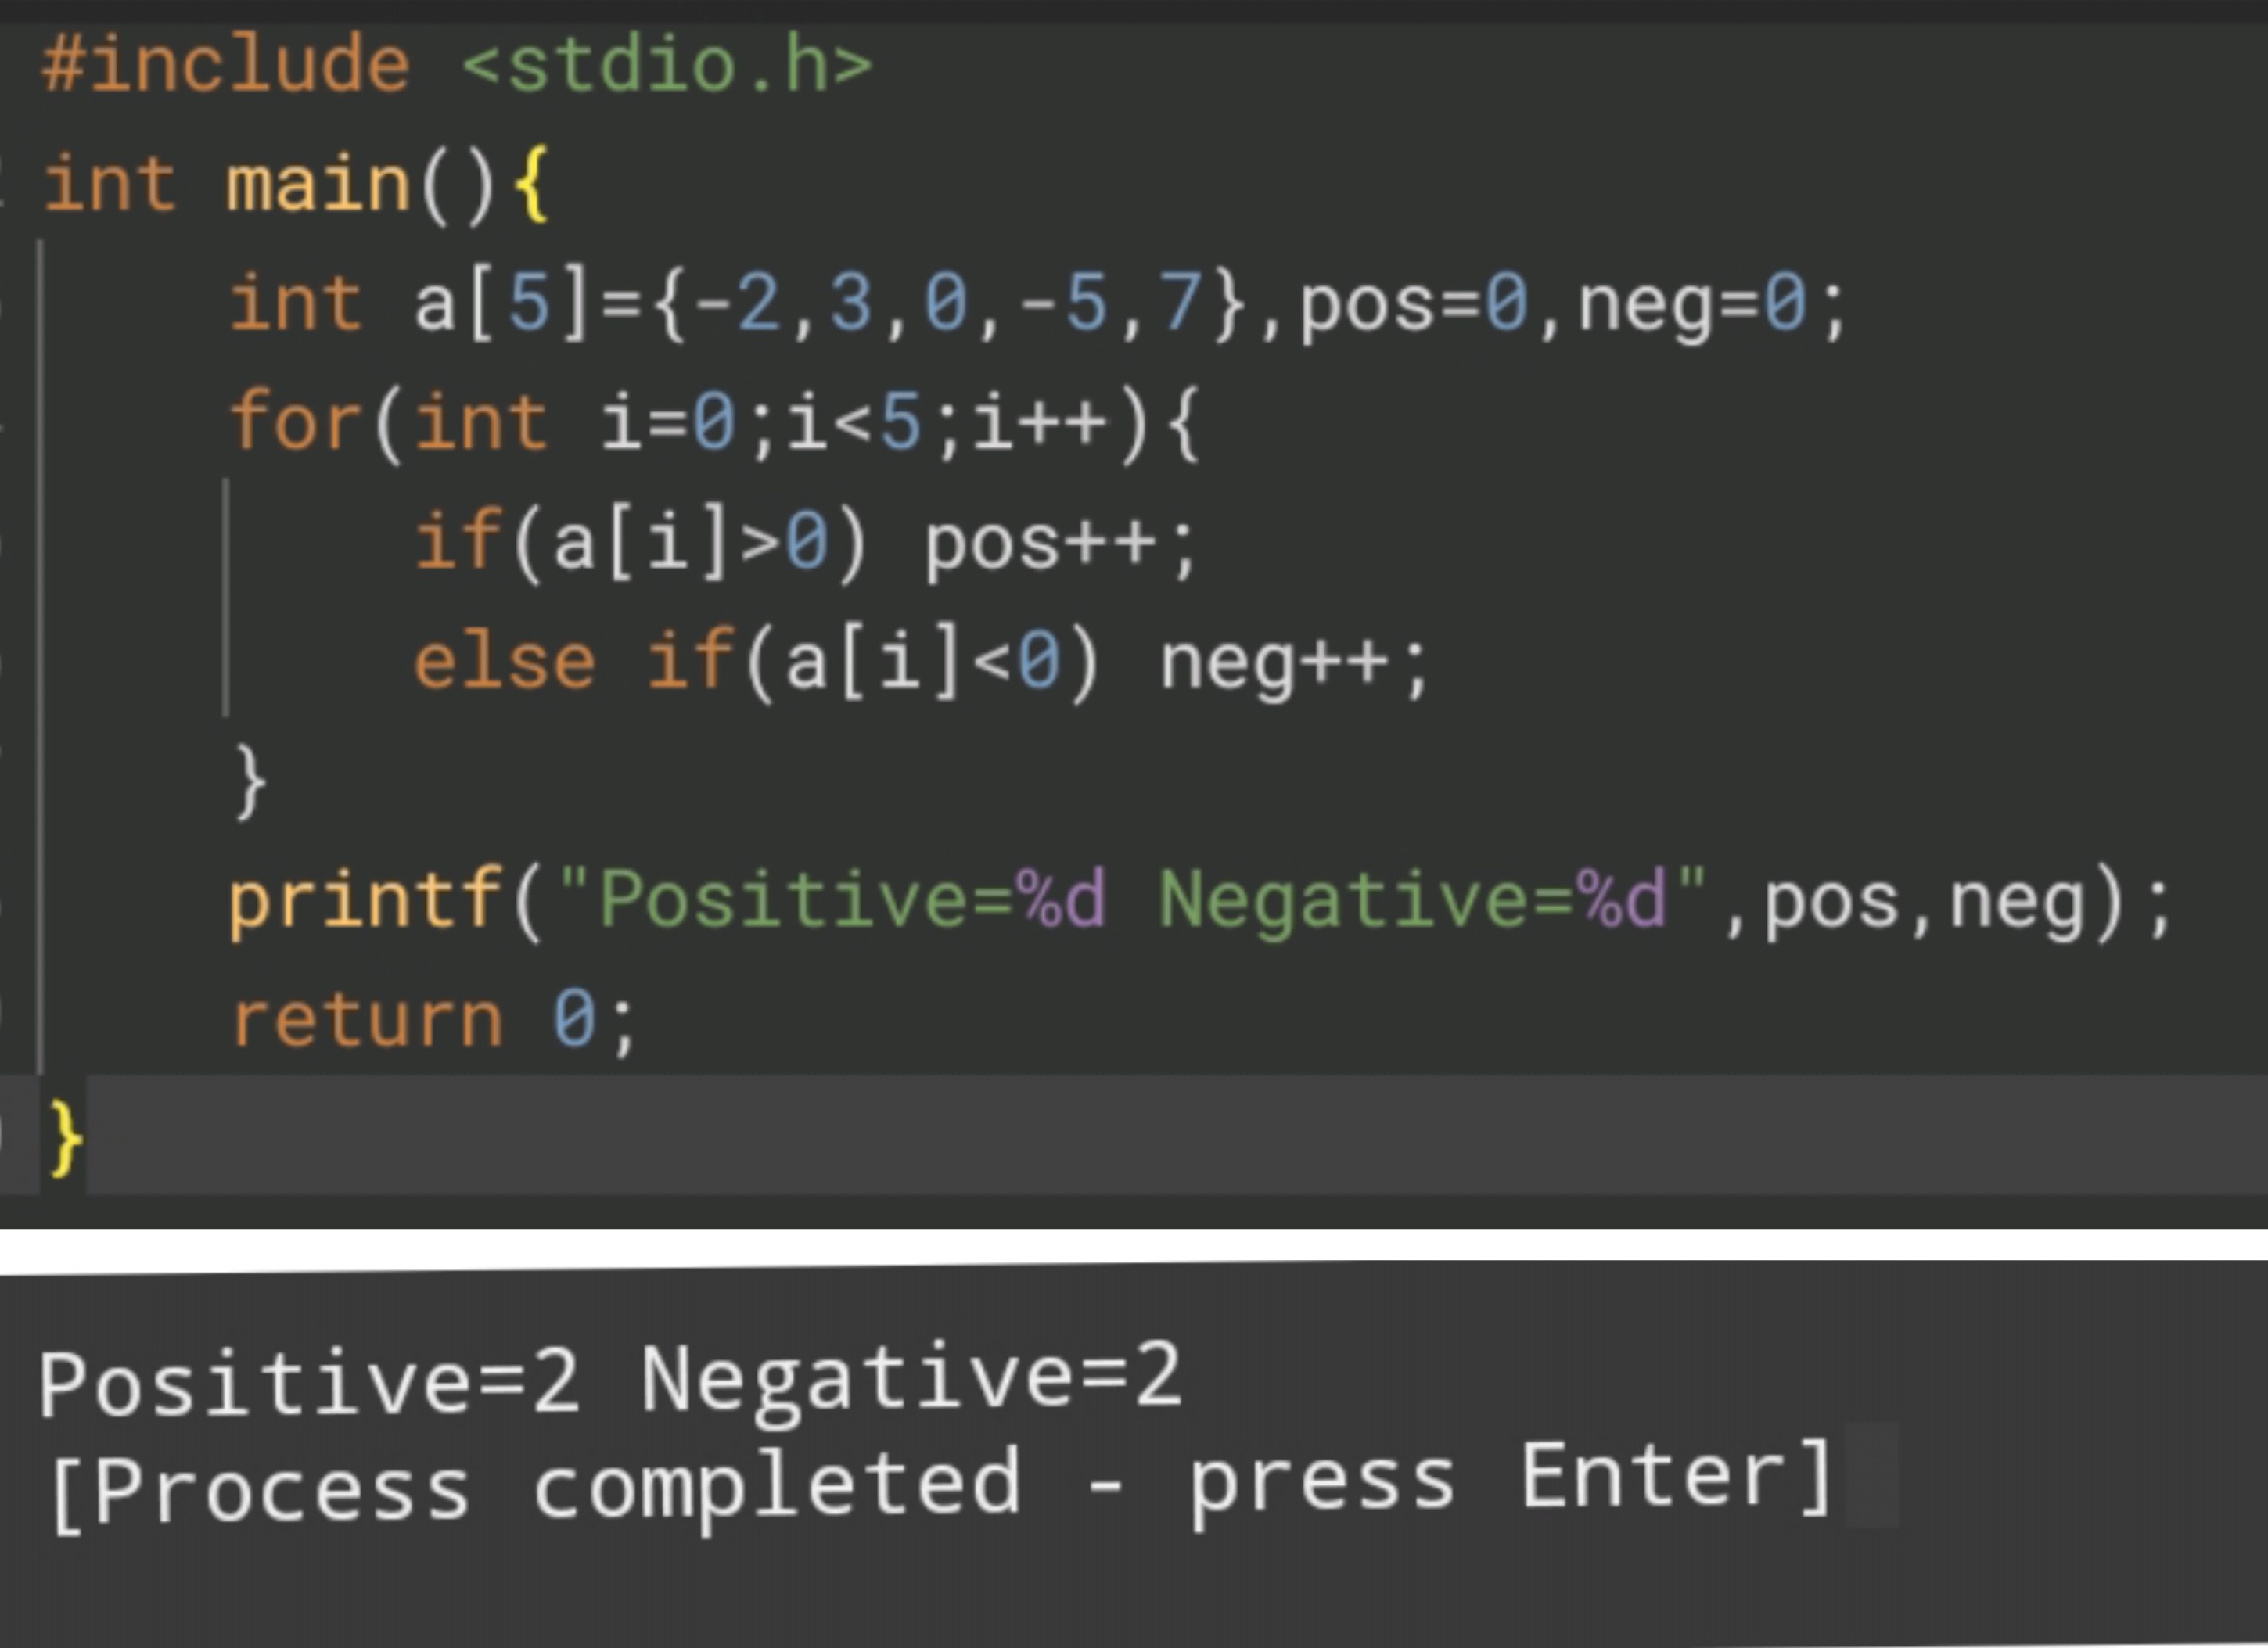 #include <stdio.h>
int main(){
int a[5]={-2,3,0,-5,7},pos=0,neg=0;
for(int i=0;i<5;i++){
if(a[i]>0) pos++;
else if(a[i]<0) neg++;
}
printf("Positive=%d Negative=%d",pos,neg);
return 0;
}
Positive=2 Negative=2
[Process completed - press Enter]